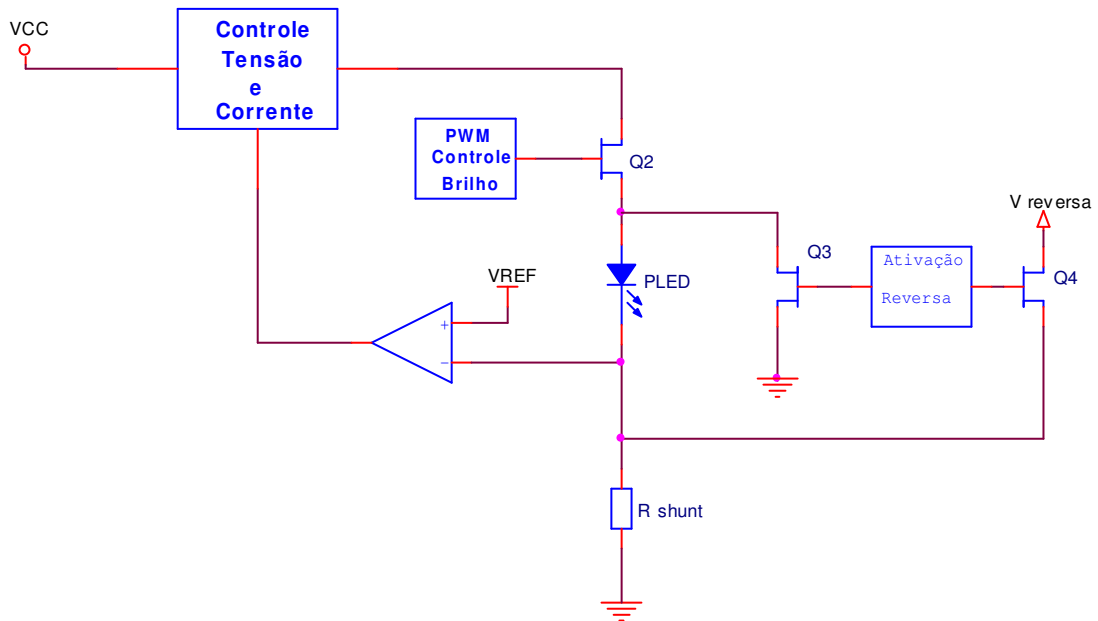 VCC
Controle
Tensão
e
Corrente
PWM
Controle
Brilho
Q2
V reversa
Q3
Ativação
Reversa
Q4
VREF
PLED
+
−
R shunt